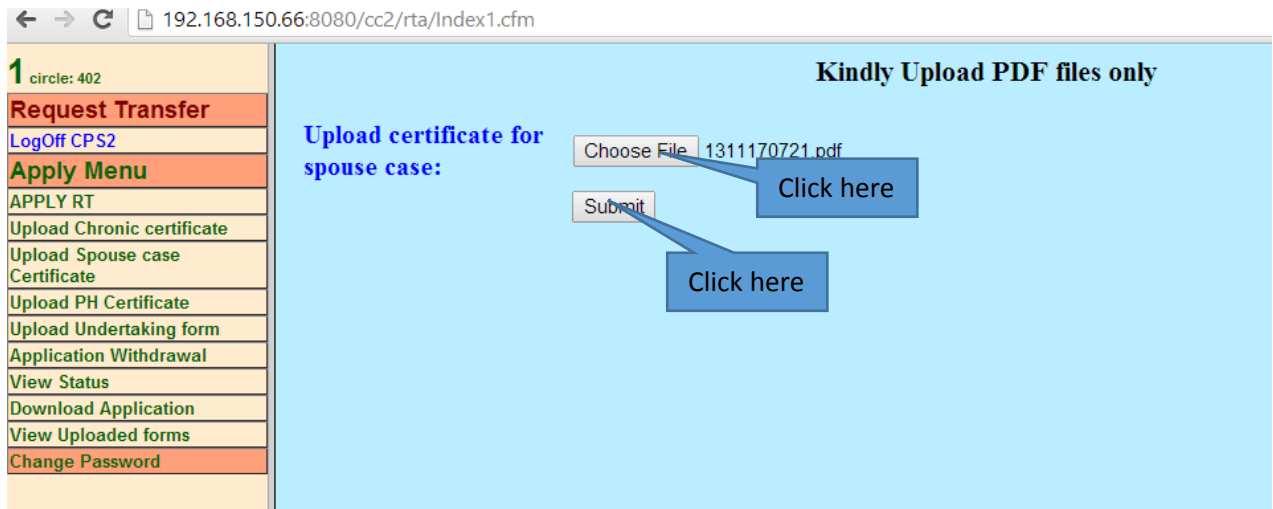 192.168.150.66:8080/cc2/rta/Index1.cfm
1 circle: 402
Request Transfer
LogOff CPS2
Apply Menu
APPLY RT
Upload Chronic certificate
Upload Spouse case
Certificate
Upload PH Certificate
Upload Undertaking form
Application Withdrawal
View Status
Download Application
View Uploaded forms
Change Password
Kindly Upload PDF files only
Upload certificate for
spouse case:
Choose File 1311170721.pdf
Click here
Submit
Click here